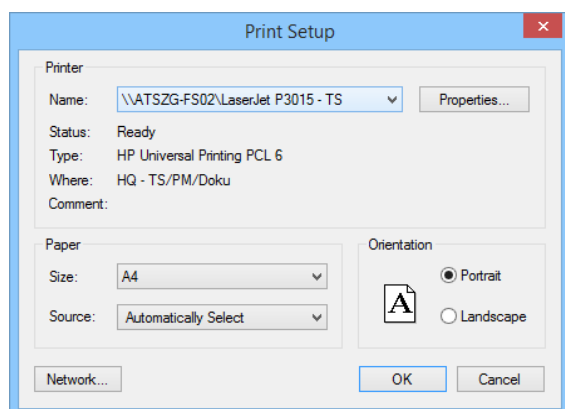 Print Setup
Printer
Name: \\ATSZG-FS02\LaserJet P3015 - TS Properties...
Status: Ready
Type: HP Universal Printing PCL 6
Where: HQ - TS/PM/Doku
Comment:
Paper
Size: A4
Source: Automatically Select
Orientation
A
Portrait
Landscape
Network... OK Cancel